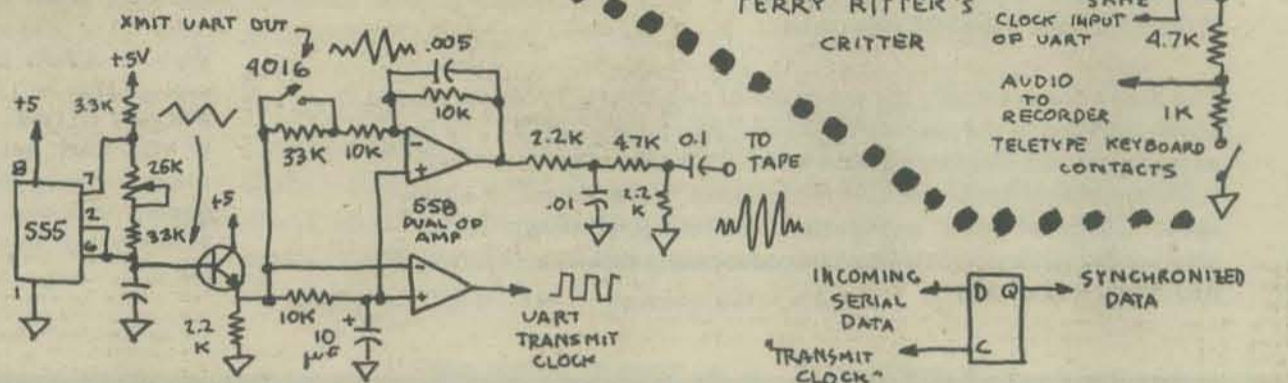 XMIT UART OUT
+5V
+5
3.3K
8
7
25K
2
6
555
33K
1
+5
2.2
K
4016
.005
10K
33K
10K
-
+
558
DUAL OP
AMP
-
+
10K
10
+
μF
UART
TRANSMIT
CLOCK
2.2K
4.7K
0.1
TO
TAPE
.01
2.2
K
TERRY RITTER'S
CRITTER
SAME
CLOCK INPUT
OF UART
4.7K
AUDIO
TO
RECORDER
1K
TELETYPE KEYBOARD
CONTACTS
INCOMING
SERIAL
DATA
D Q
SYNCHRONIZED
DATA
"TRANSMIT
CLOCK"
C